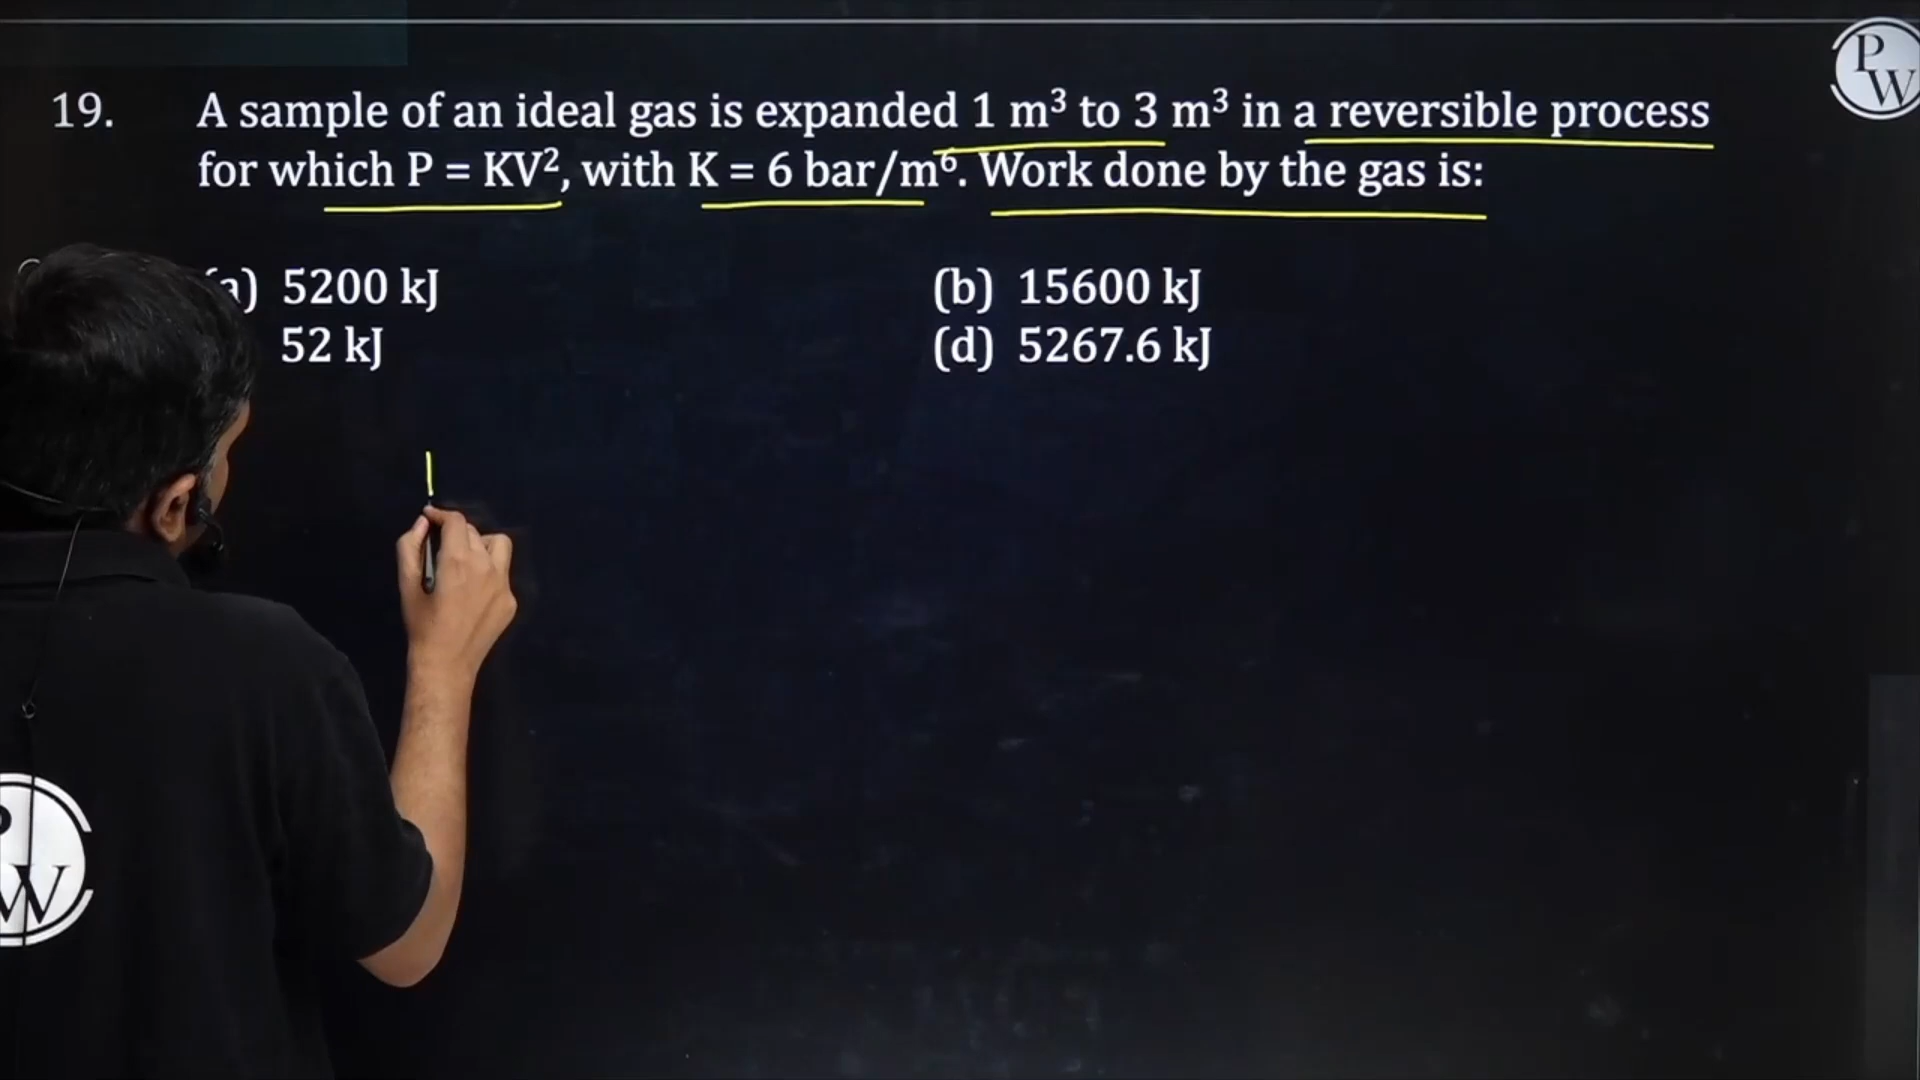 19. A sample of an ideal gas is expanded 1 m³ to 3 m³ in a reversible process
for which P = KV², with K = 6 bar/m⁶. Work done by the gas is:
(a) 5200 kJ (b) 15600 kJ
52 kJ (d) 5267.6 kJ
PW
PW